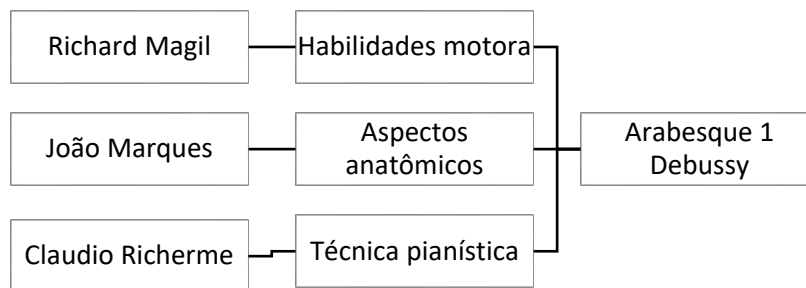 Richard Magil
Habilidades motora
João Marques
Aspectos
anatômicos
Arabesque 1
Debussy
Claudio Richerme
Técnica pianística